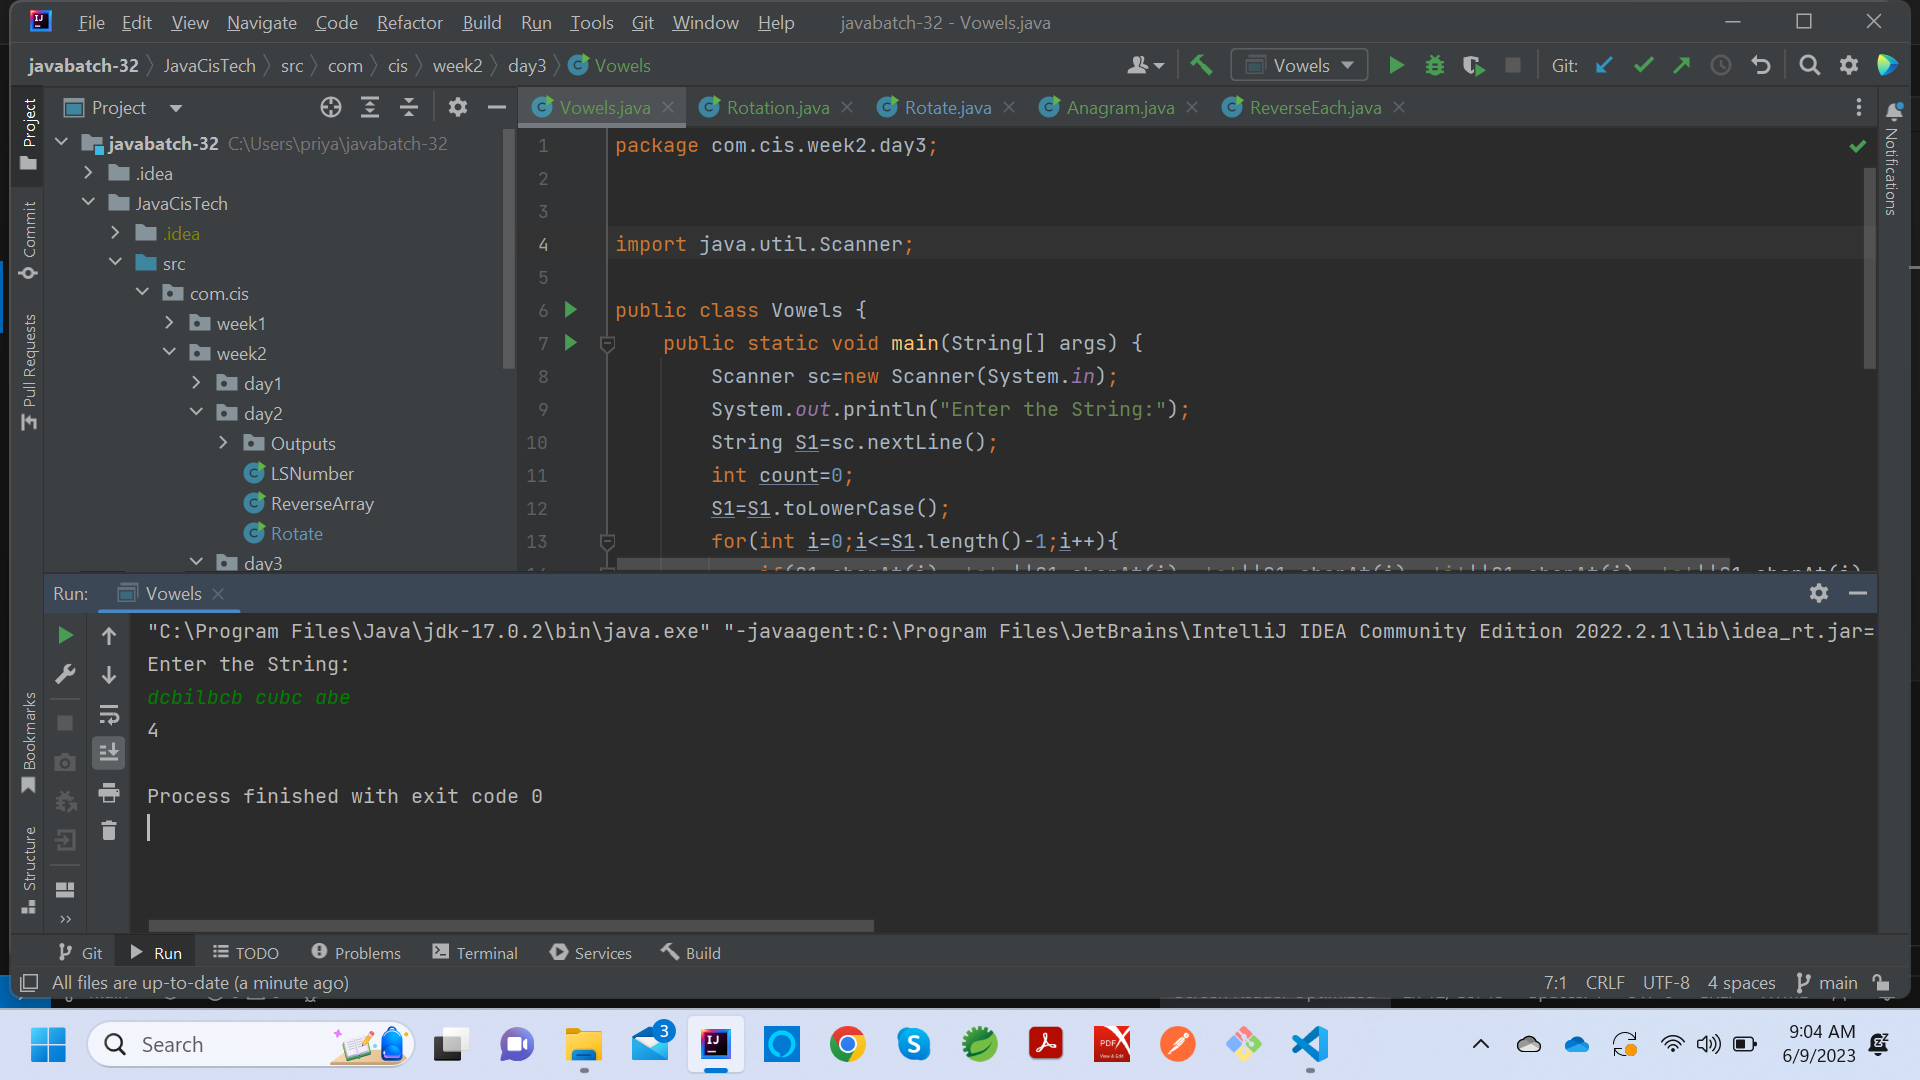 File Edit View Navigate Code Refactor Build Run Tools Git Window Help javabatch-32 - Vowels.java
javabatch-32 JavaCisTech src com cis week2 day3 Vowels Vowels Git:
Project
Vowels.java Rotation.java Rotate.java Anagram.java ReverseEach.java
javabatch-32 C:\Users\priya\javabatch-32
.idea
JavaCisTech
.idea
src
com.cis
week1
week2
day1
day2
Outputs
LSNumber
ReverseArray
Rotate
day3
Project
Commit
Pull Requests
Bookmarks
Structure
Notifications
1 package com.cis.week2.day3;
2
3
4 import java.util.Scanner;
5
6 public class Vowels {
7 public static void main(String[] args) {
8 Scanner sc=new Scanner(System.in);
9 System.out.println("Enter the String:");
10 String S1=sc.nextLine();
11 int count=0;
12 S1=S1.toLowerCase();
13 for(int i=0;i<=S1.length()-1;i++){
Run: Vowels
"C:\Program Files\Java\jdk-17.0.2\bin\java.exe" "-javaagent:C:\Program Files\JetBrains\IntelliJ IDEA Community Edition 2022.2.1\lib\idea_rt.jar=
Enter the String:
dcbilbcb cubc abe
4
Process finished with exit code 0
Git Run TODO Problems Terminal Services Build
All files are up-to-date (a minute ago) 7:1 CRLF UTF-8 4 spaces main
Search
3
9:04 AM
6/9/2023